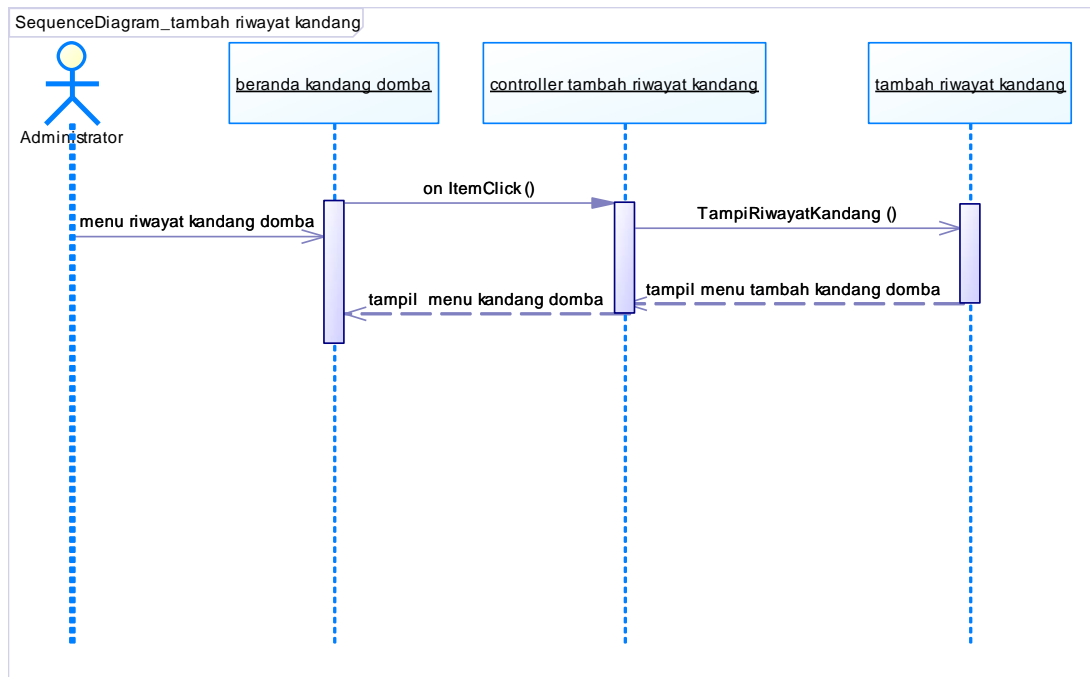 SequenceDiagram_tambah riwayat kandang
beranda kandang domba
controller tambah riwayat kandang
tambah riwayat kandang
Administrator
on ItemClick ()
menu riwayat kandang domba
TampiRiwayatKandang ()
tampil menu kandang domba
tampil menu tambah kandang domba